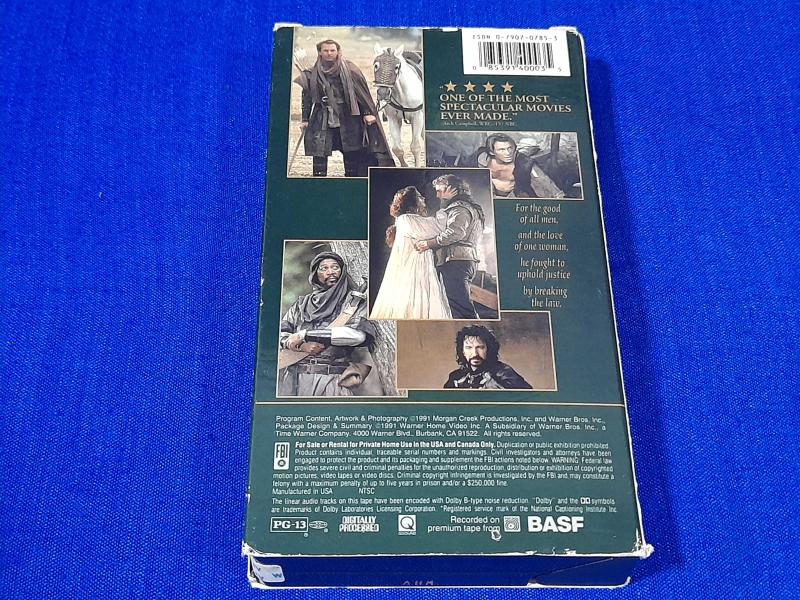 ISBN 0-7907-0785-3
0 85391 40003 5
"★★★★
ONE OF THE MOST
SPECTACULAR MOVIES
EVER MADE."
For the good
of all men,
and the love
of one woman,
he fought to
uphold justice
by breaking
the law.
Program Content, Artwork & Photography ©1991 Morgan Creek Productions, Inc. and Warner Bros. Inc.,
Package Design & Summary ©1991 Warner Home Video Inc. A Subsidiary of Warner Bros. Inc., a
Time Warner Company. 4000 Warner Blvd., Burbank, CA 91522. All rights reserved.
FBI
For Sale or Rental for Private Home Use in the USA and Canada Only. Duplication or public exhibition prohibited.
Product contains individual, traceable serial numbers and markings. Civil investigators and attorneys have been
engaged to protect the product and its packaging and supplement the FBI actions noted below. WARNING: Federal law
provides severe civil and criminal penalties for the unauthorized reproduction, distribution or exhibition of copyrighted
motion pictures, video tapes or video discs. Criminal copyright infringement is investigated by the FBI and may constitute a
felony with a maximum penalty of up to five years in prison and/or a $250,000 fine.
Manufactured in USA NTSC
The linear audio tracks on this tape have been encoded with Dolby B-type noise reduction. "Dolby" and the DD symbols
are trademarks of Dolby Laboratories Licensing Corporation. *Registered service mark of the National Captioning Institute Inc.
PG-13 ® DIGITALLY PROCESSED Q QSOUND Recorded on premium tape from BASF